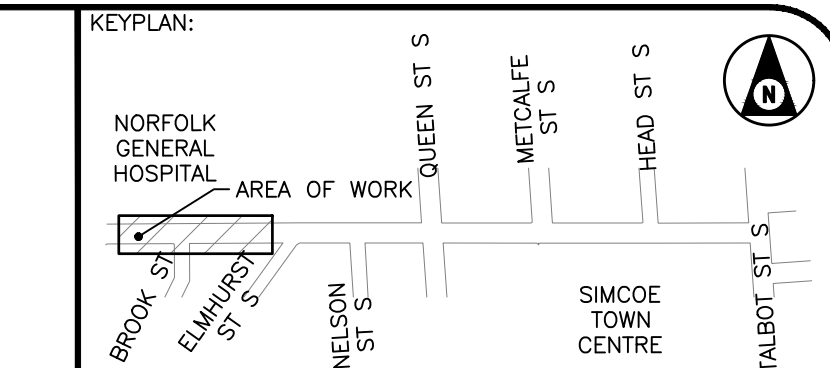 KEYPLAN:
N
NORFOLK
GENERAL
HOSPITAL
AREA OF WORK
QUEEN ST S
METCALFE
ST S
HEAD ST S
BROOK ST
ELMHURST
ST S
NELSON
ST S
SIMCOE
TOWN
CENTRE
TALBOT ST S